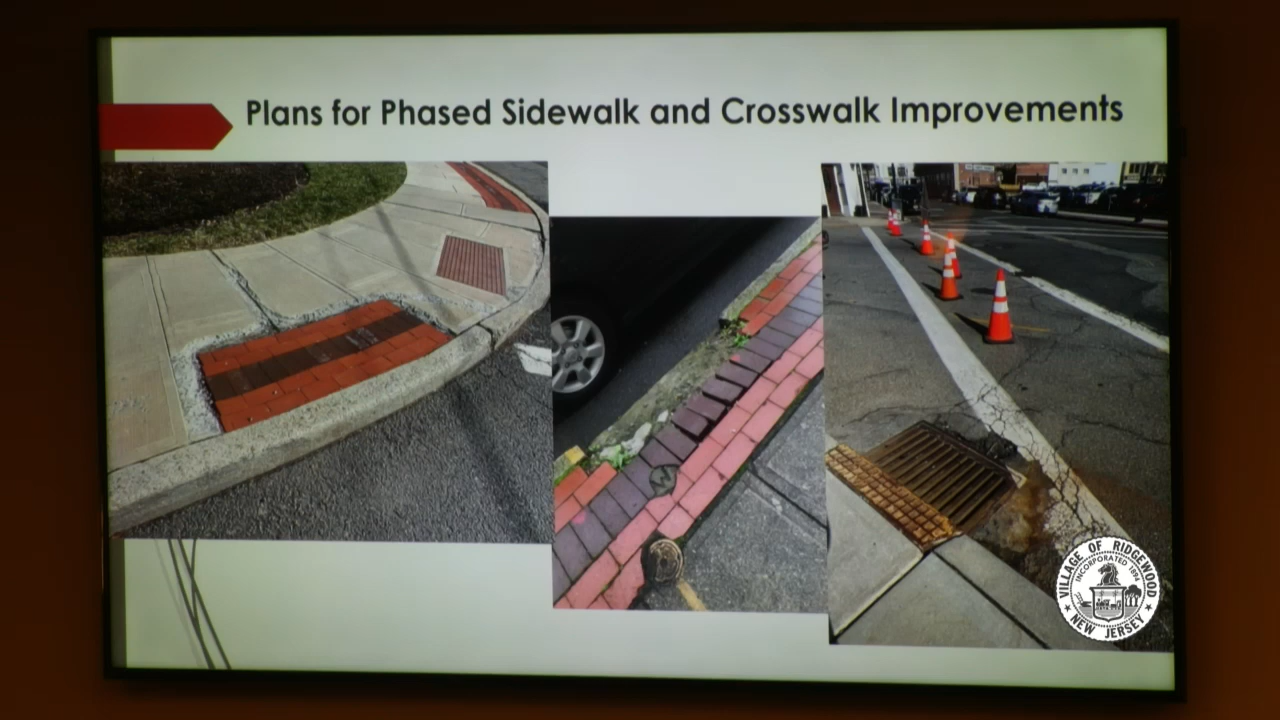 Plans for Phased Sidewalk and Crosswalk Improvements
VILLAGE OF RIDGEWOOD
INCORPORATED 1894
NEW JERSEY